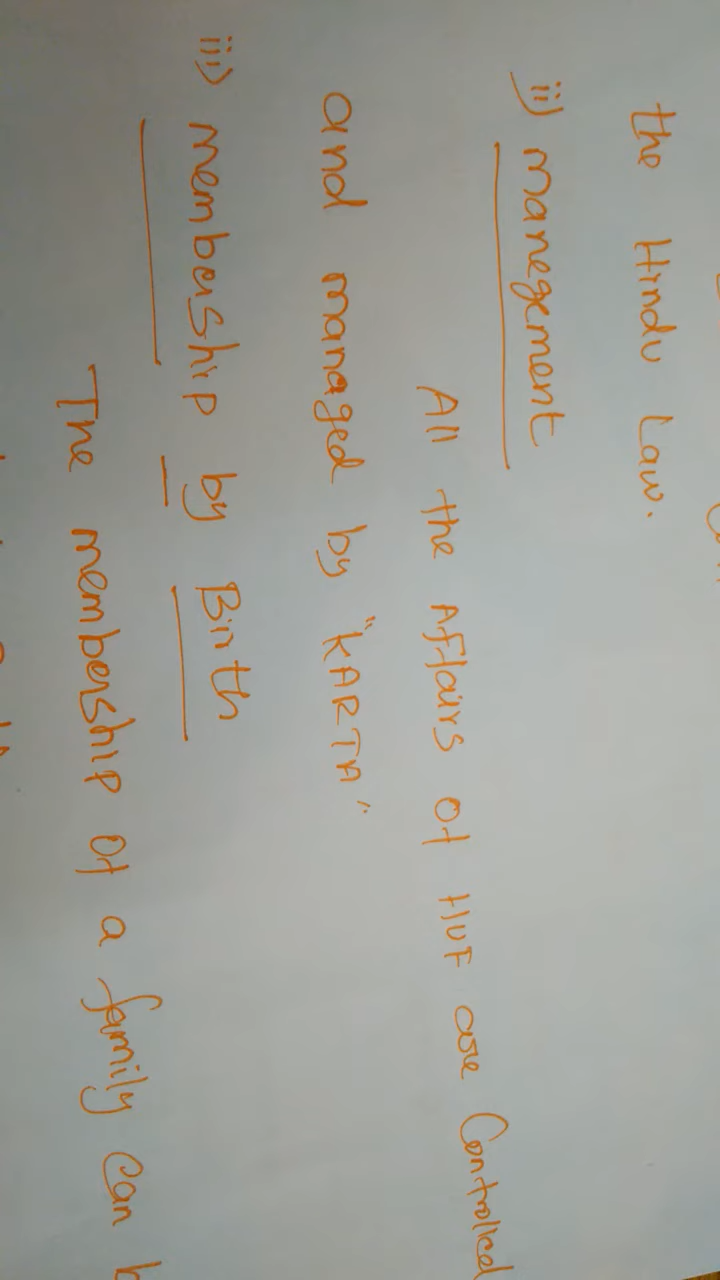 the Hindu Law.
ii) manegement
All the Affairs of HUF are Controlled
and managed by "KARTA"
iii) membership by Birth
The membership of a family can b